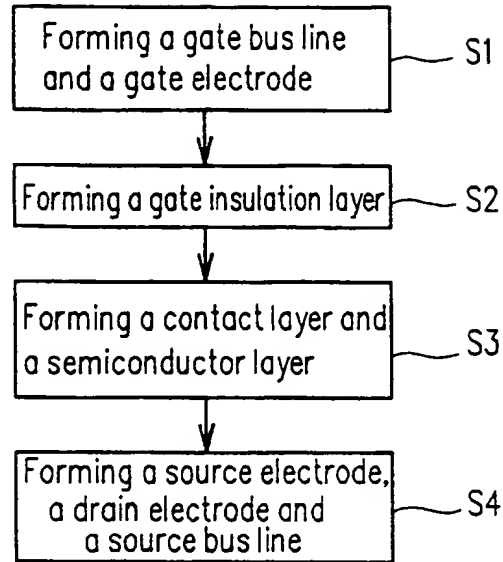 Forming a gate bus line
and a gate electrode
S1
Forming a gate insulation layer
S2
Forming a contact layer and
a semiconductor layer
S3
Forming a source electrode,
a drain electrode and
a source bus line
S4